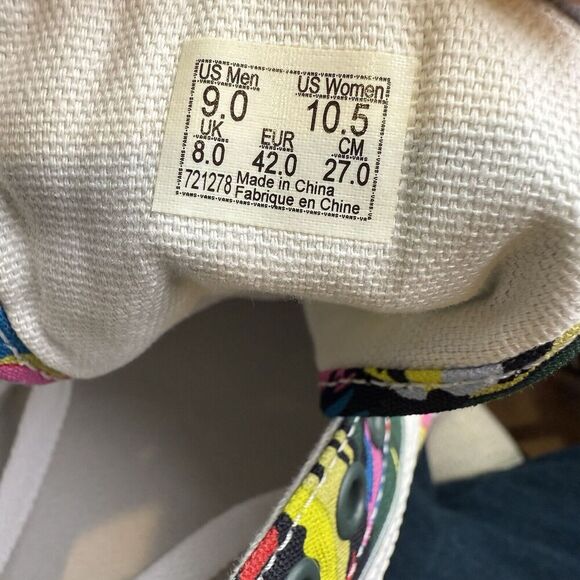 US Men US Women
9.0 10.5
UK EUR CM
8.0 42.0 27.0
721278 Made in China
Fabrique en Chine